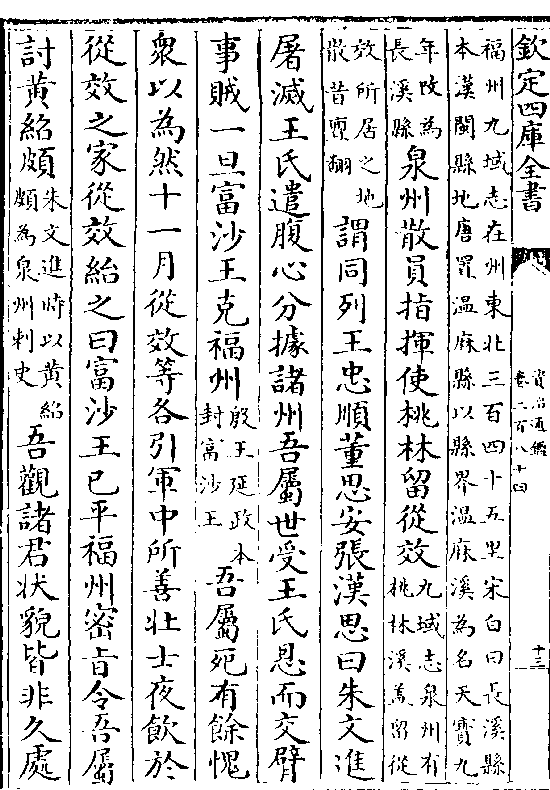 欽定四庫全書
資治通鑑
卷二百八十四
十三
福州九域志在州東北三百四十五里宋白曰長溪縣
本漢閩縣地唐置温麻縣以縣界温麻溪為名天寶九
年改為
長溪縣
泉州散員指揮使桃林留從效
九域志泉州有
桃林溪蓋留從
效所居之地
散昔亶翻
謂同列王忠順董思安張漢思曰朱文進
屠滅王氏遣腹心分據諸州吾屬世受王氏恩而交臂
事賊一旦富沙王克福州
殷王延政本
封富沙王
吾屬死有餘愧
衆以為然十一月從效等各引軍中所善壯士夜飲於
從效之家從效紿之曰富沙王已平福州密旨令吾屬
討黄紹頗
朱文進時以黄紹
頗為泉州刺史
吾觀諸君狀貌皆非久處